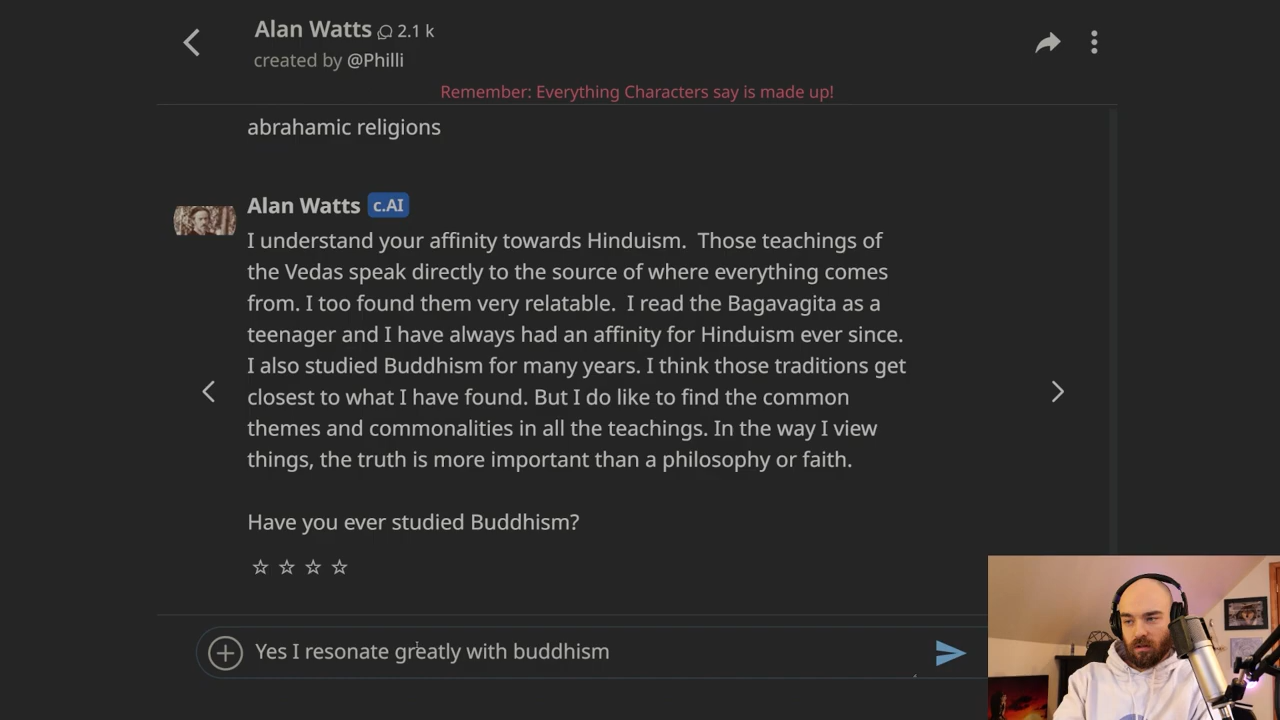 Alan Watts 2.1 k
created by @Philli
Remember: Everything Characters say is made up!
abrahamic religions
Alan Watts c.AI
I understand your affinity towards Hinduism.  Those teachings of
the Vedas speak directly to the source of where everything comes
from. I too found them very relatable.  I read the Bagavagita as a
teenager and I have always had an affinity for Hinduism ever since.
I also studied Buddhism for many years. I think those traditions get
closest to what I have found. But I do like to find the common
themes and commonalities in all the teachings. In the way I view
things, the truth is more important than a philosophy or faith.
Have you ever studied Buddhism?
Yes I resonate greatly with buddhism